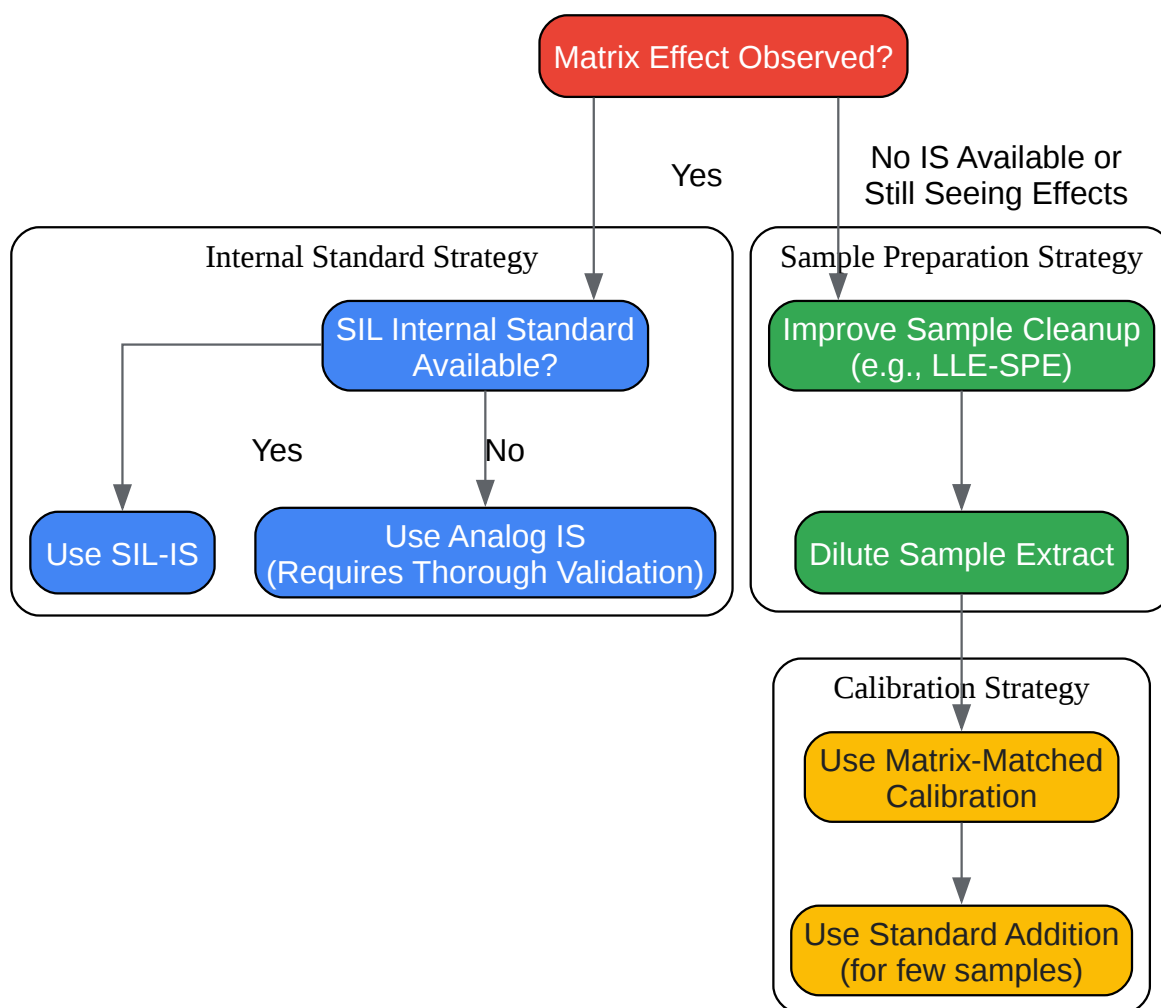 Matrix Effect Observed?
Yes
No IS Available or
Still Seeing Effects
Internal Standard Strategy
SIL Internal Standard
Available?
Yes
No
Use SIL-IS
Use Analog IS
(Requires Thorough Validation)
Sample Preparation Strategy
Improve Sample Cleanup
(e.g., LLE-SPE)
Dilute Sample Extract
Calibration Strategy
Use Matrix-Matched
Calibration
Use Standard Addition
(for few samples)